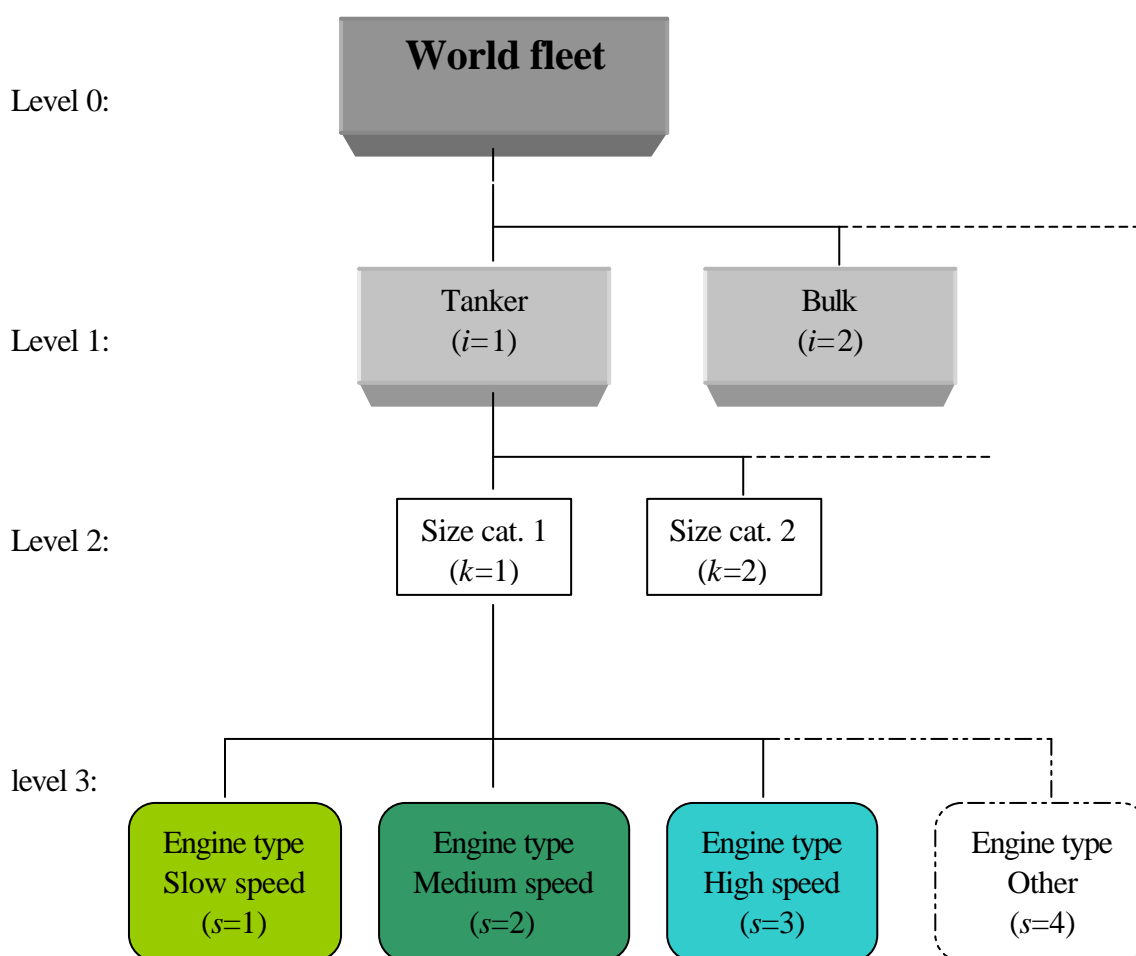 World fleet
Level 0:
Tanker
(i=1)
Bulk
(i=2)
Level 1:
Size cat. 1
(k=1)
Size cat. 2
(k=2)
Level 2:
level 3:
Engine type
Slow speed
(s=1)
Engine type
Medium speed
(s=2)
Engine type
High speed
(s=3)
Engine type
Other
(s=4)